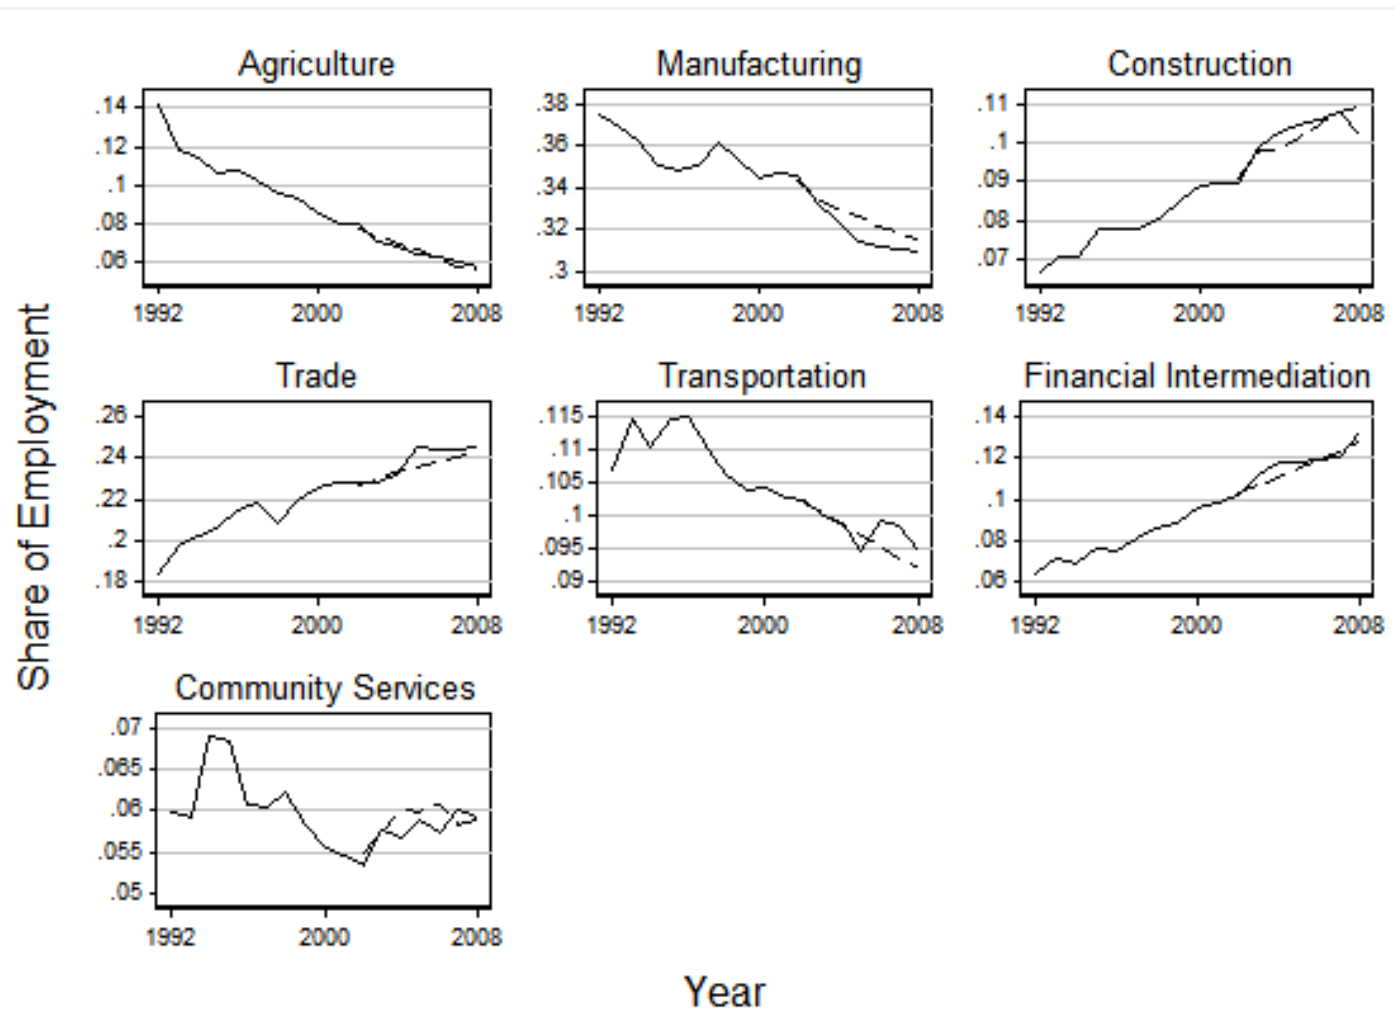 Agriculture
.14
.12
.1
.08
.06
1992 2000 2008
Manufacturing
.38
.36
.34
.32
.3
1992 2000 2008
Construction
.11
.1
.09
.08
.07
1992 2000 2008
Share of Employment
Trade
.26
.24
.22
.2
.18
1992 2000 2008
Transportation
.115
.11
.105
.1
.095
.09
1992 2000 2008
Financial Intermediation
.14
.12
.1
.08
.06
1992 2000 2008
Community Services
.07
.065
.06
.055
.05
1992 2000 2008
Year